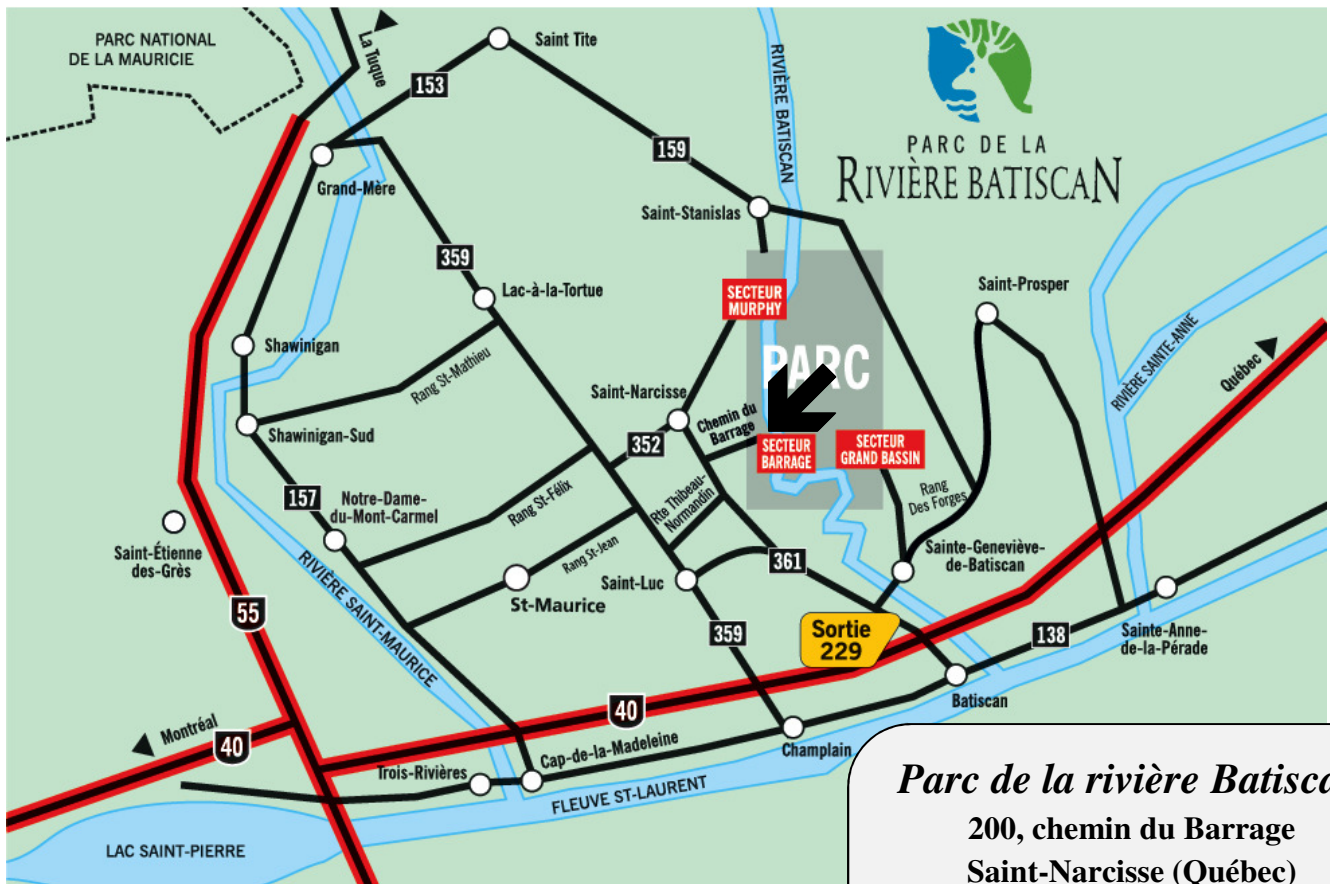 PARC NATIONAL
DE LA MAURICIE
La Tuque
Saint Tite
153
RIVIÈRE BATISCAN
PARC DE LA
RIVIÈRE BATISCAN
159
Grand-Mère
Saint-Stanislas
359
SECTEUR
MURPHY
Saint-Prosper
Lac-à-la-Tortue
Shawinigan
PARC
RIVIÈRE SAINTE-ANNE
Québec
Rang St-Mathieu
Saint-Narcisse
Chemin du
Barrage
Shawinigan-Sud
352
SECTEUR
BARRAGE
SECTEUR
GRAND BASSIN
157
Notre-Dame-
du-Mont-Carmel
Rang St-Félix
Rte Thibeau-
Normandin
Rang
Des Forges
Saint-Étienne
des-Grès
RIVIÈRE SAINT-MAURICE
Rang St-Jean
St-Maurice
Saint-Luc
361
Sainte-Geneviève-
de-Batiscan
55
359
Sortie
229
138
Sainte-Anne-
de-la-Pérade
Batiscan
40
Montréal
40
Champlain
Trois-Rivières
Cap-de-la-Madeleine
FLEUVE ST-LAURENT
LAC SAINT-PIERRE
Parc de la rivière Batisca
200, chemin du Barrage
Saint-Narcisse (Québec)